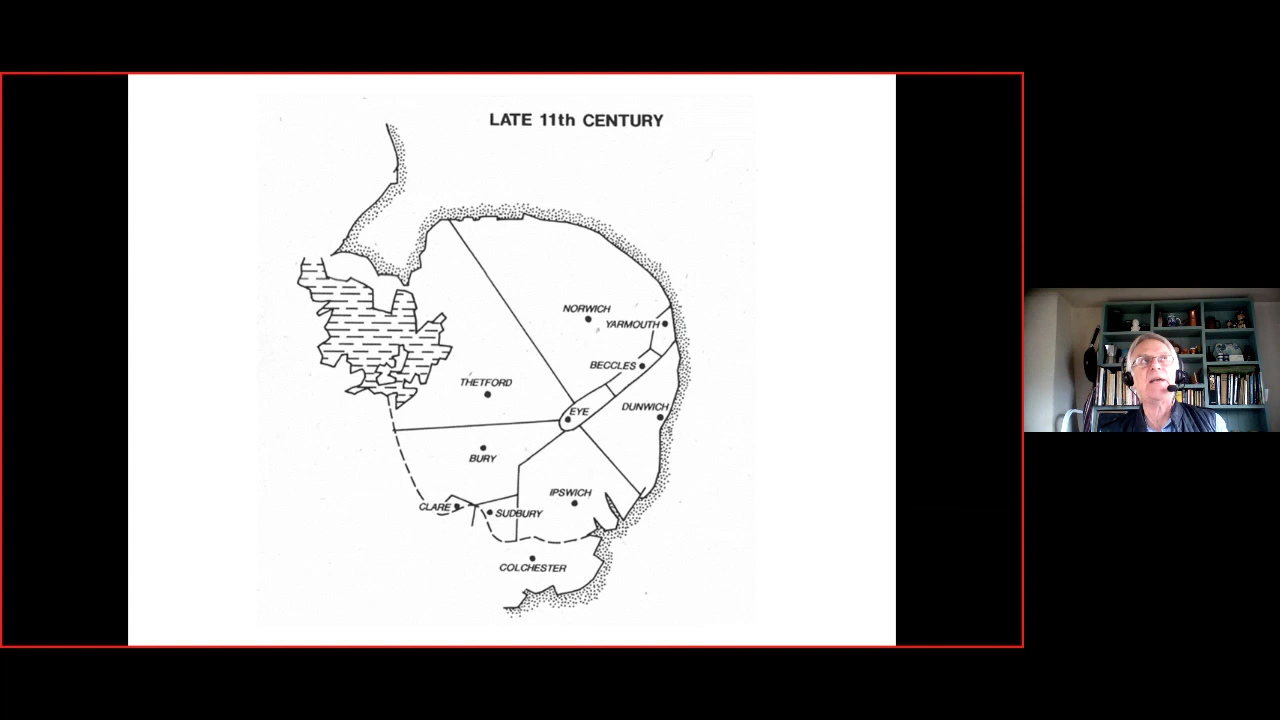 LATE 11th CENTURY
NORWICH
YARMOUTH
BECCLES
THETFORD
EYE
DUNWICH
BURY
CLARE
SUDBURY
IPSWICH
COLCHESTER